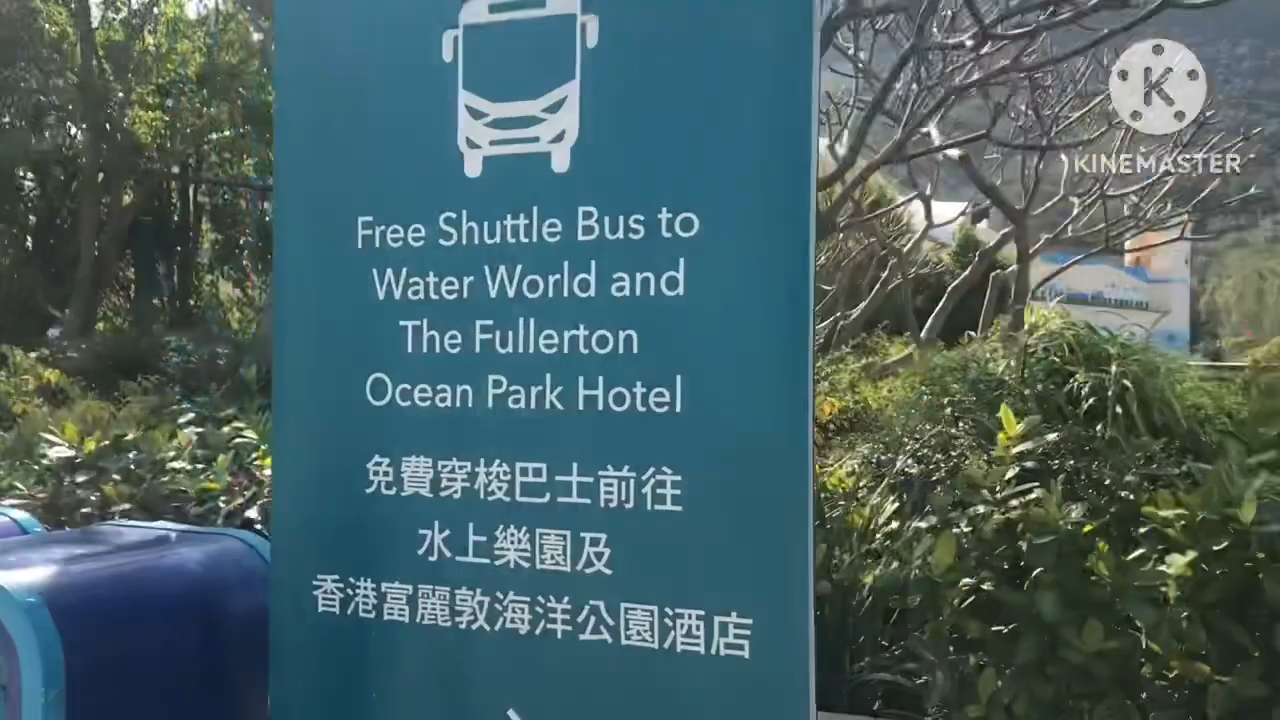 K
KINEMASTER
Free Shuttle Bus to
Water World and
The Fullerton
Ocean Park Hotel
免費穿梭巴士前往
水上樂園及
香港富麗敦海洋公園酒店